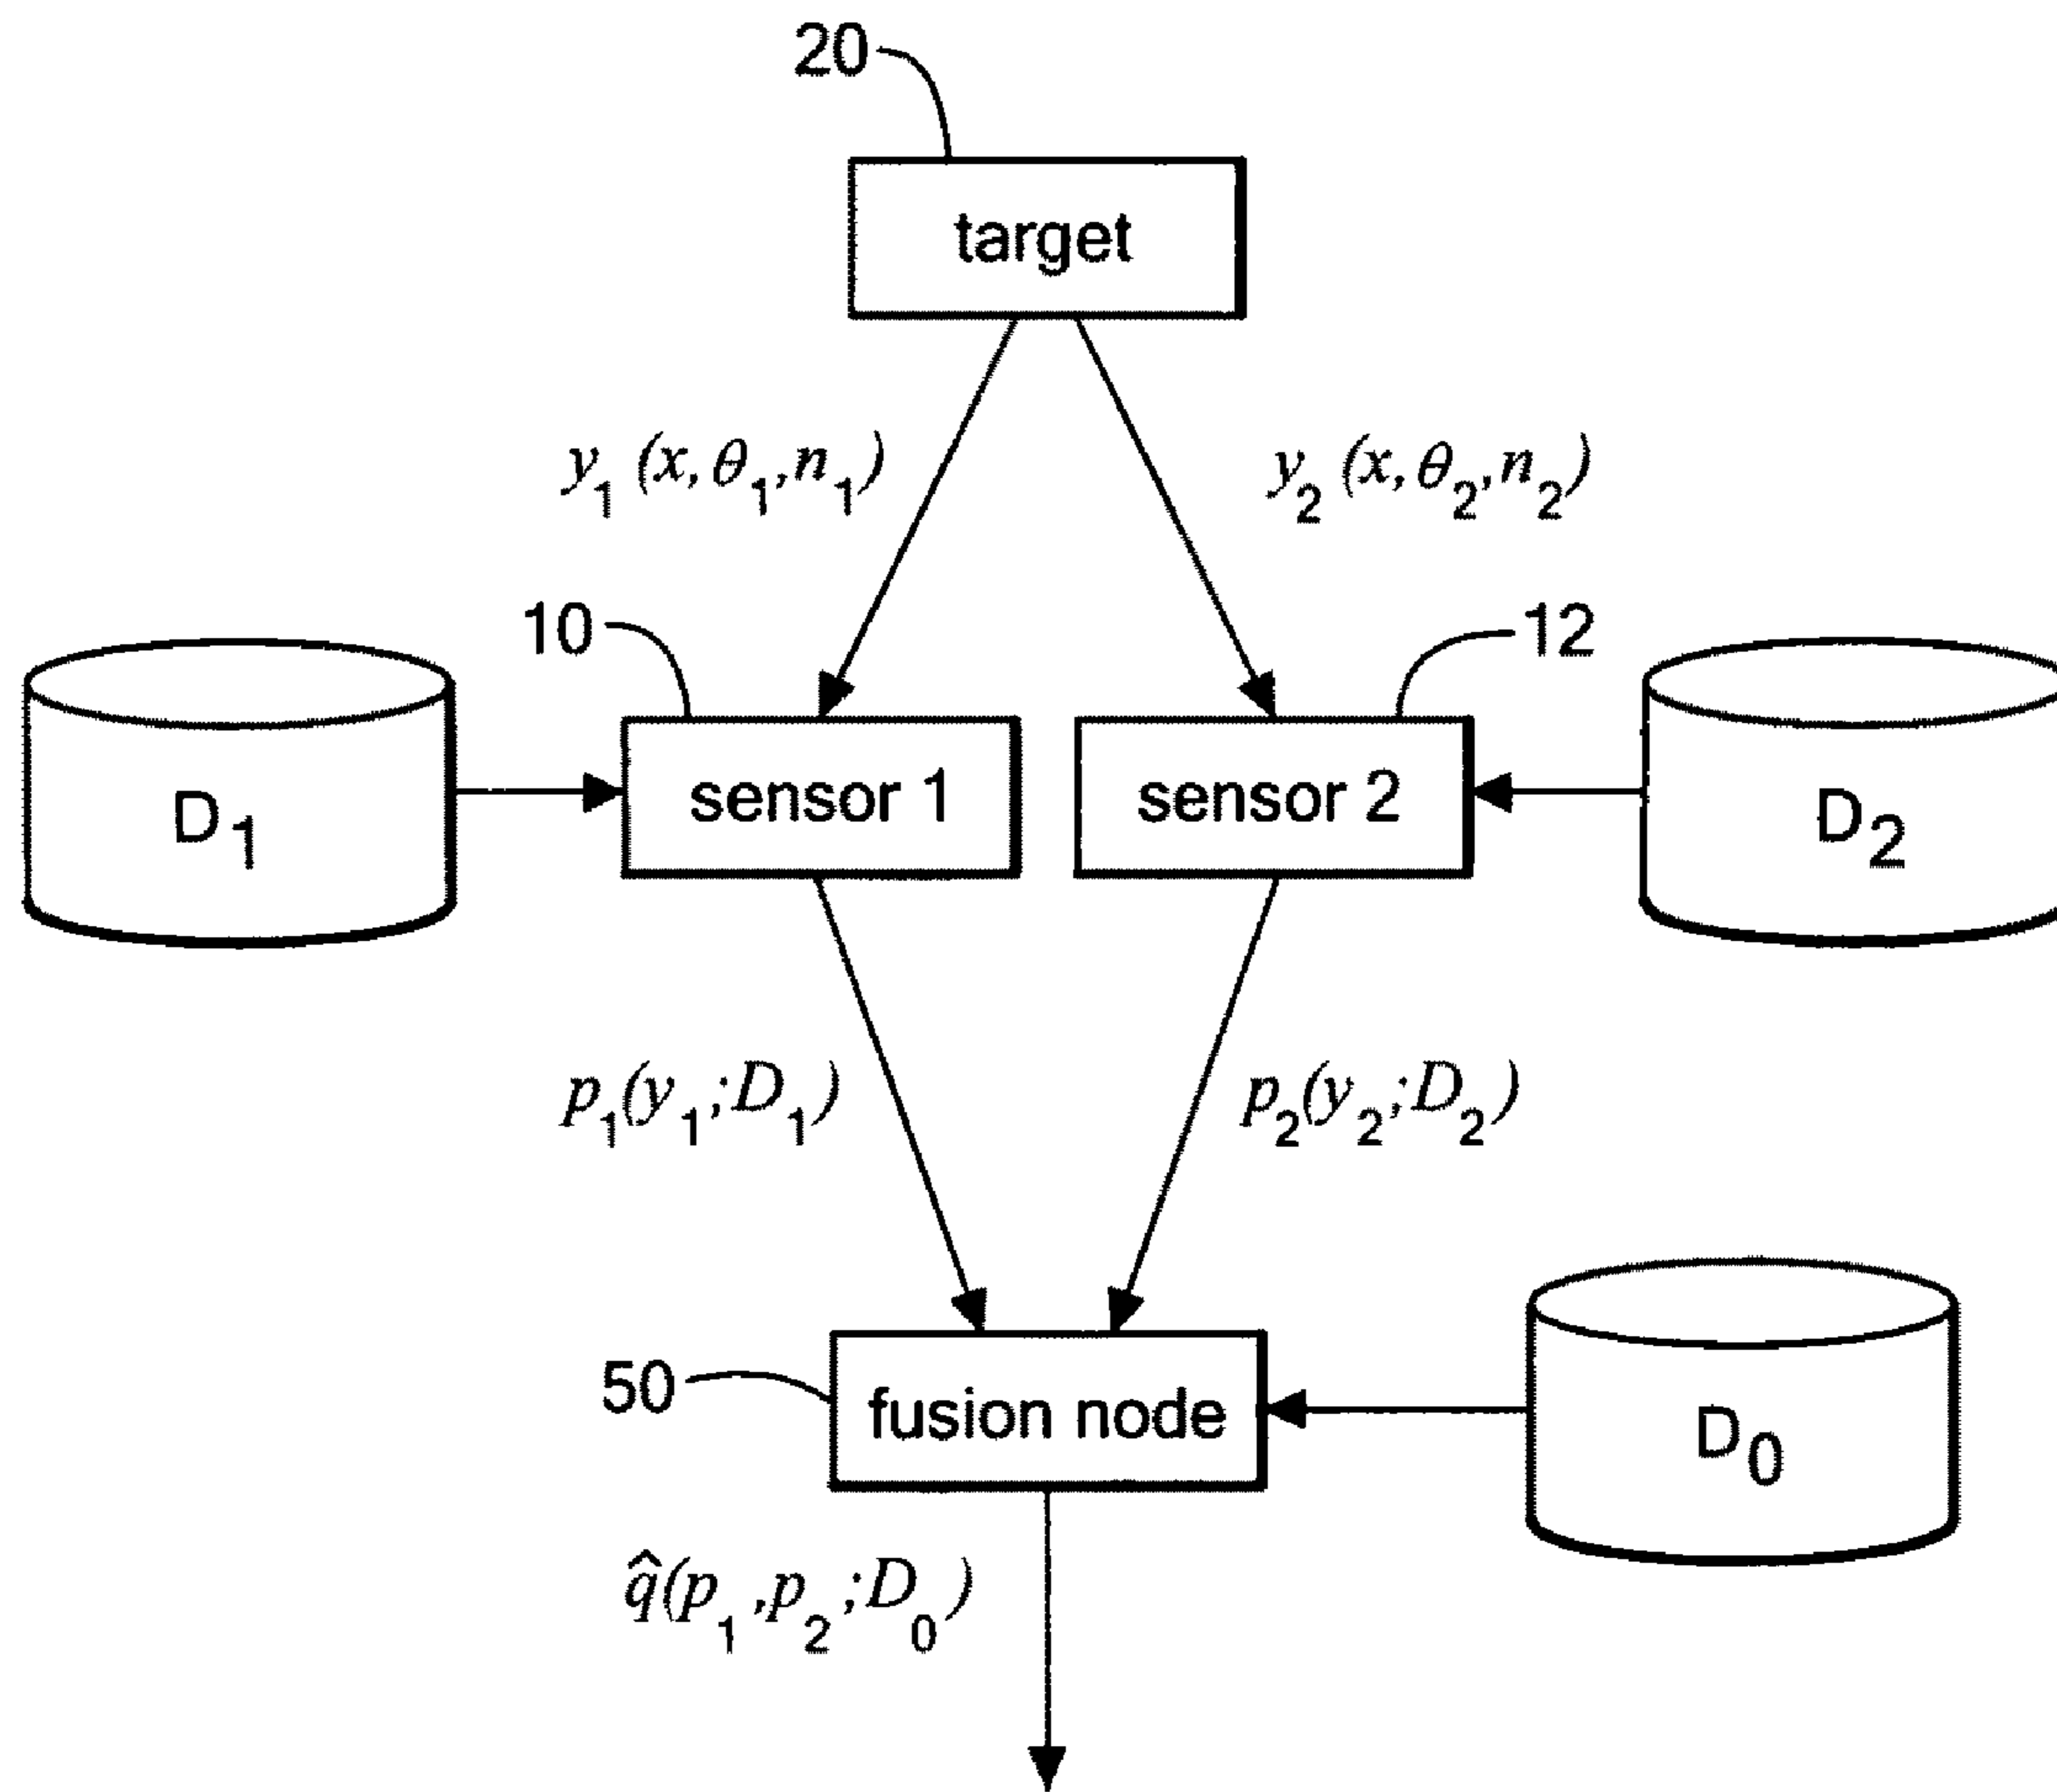 20
target
y₁ (x, θ₁, n₁)
y₂ (x, θ₂, n₂)
10
12
D₁
sensor 1
sensor 2
D₂
p₁(y₁; D₁)
p₂(y₂; D₂)
50
fusion node
D₀
q̂(p₁, p₂; D₀)